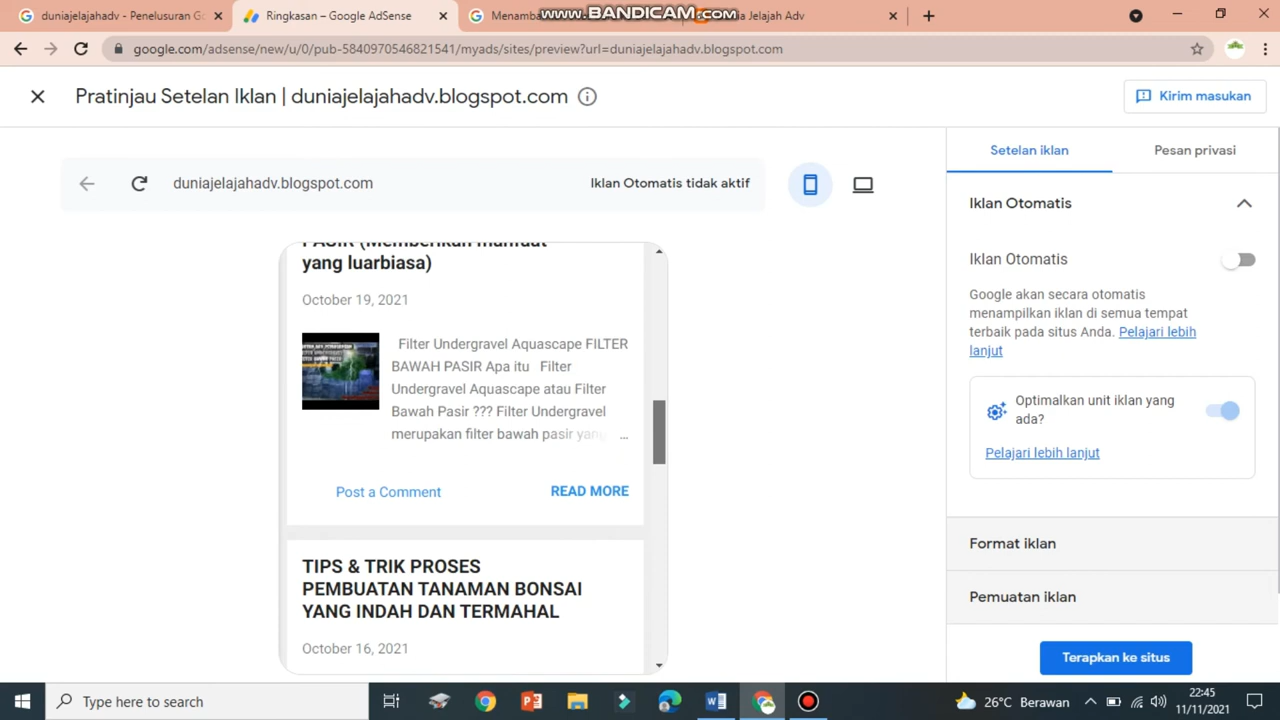 duniajelajahadv - Penelusuran Go
Ringkasan – Google AdSense
Menamba
www.BANDICAM.com
Jelajah Adv
google.com/adsense/new/u/0/pub-5840970546821541/myads/sites/preview?url=duniajelajahadv.blogspot.com
Pratinjau Setelan Iklan | duniajelajahadv.blogspot.com
Kirim masukan
duniajelajahadv.blogspot.com
Iklan Otomatis tidak aktif
PASIR (Memberikan manfaat
yang luarbiasa)
October 19, 2021
Filter Undergravel Aquascape FILTER
BAWAH PASIR Apa itu Filter
Undergravel Aquascape atau Filter
Bawah Pasir ??? Filter Undergravel
merupakan filter bawah pasir yang ...
Post a Comment
READ MORE
TIPS & TRIK PROSES
PEMBUATAN TANAMAN BONSAI
YANG INDAH DAN TERMAHAL
October 16, 2021
Setelan iklan
Pesan privasi
Iklan Otomatis
Iklan Otomatis
Google akan secara otomatis
menampilkan iklan di semua tempat
terbaik pada situs Anda. Pelajari lebih
lanjut
Optimalkan unit iklan yang
ada?
Pelajari lebih lanjut
Format iklan
Pemuatan iklan
Terapkan ke situs
Type here to search
26°C Berawan
22:45
11/11/2021